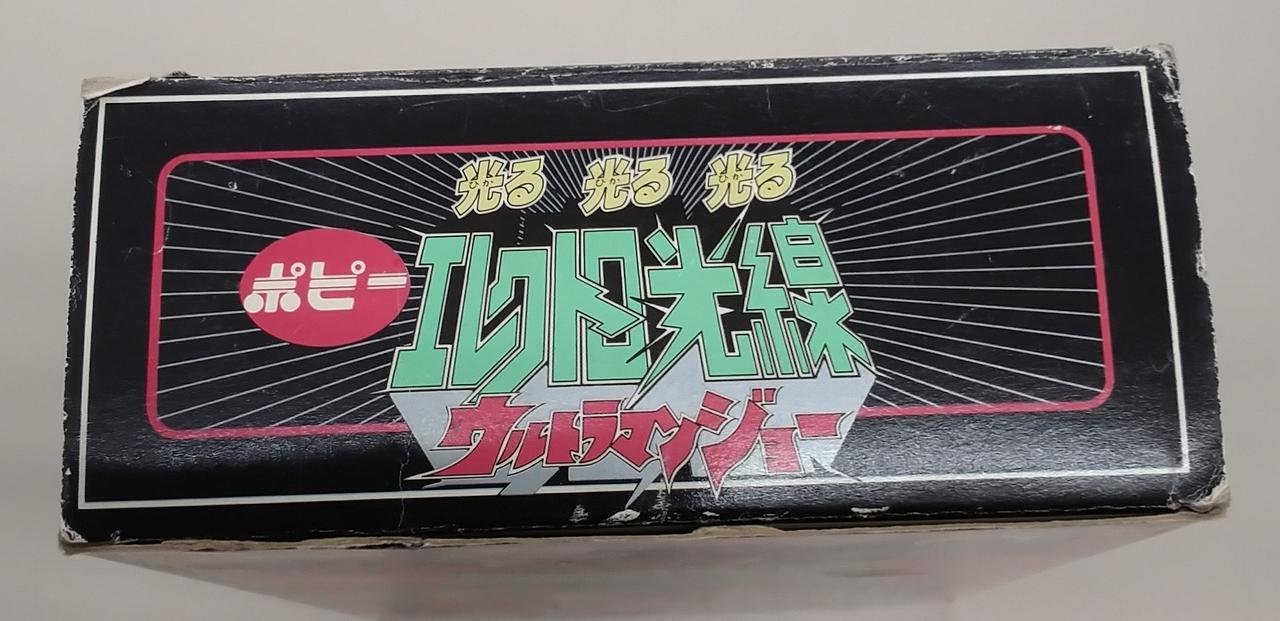 光る 光る 光る
ポピー
エレクトロ光線
ウルトラマンジョー